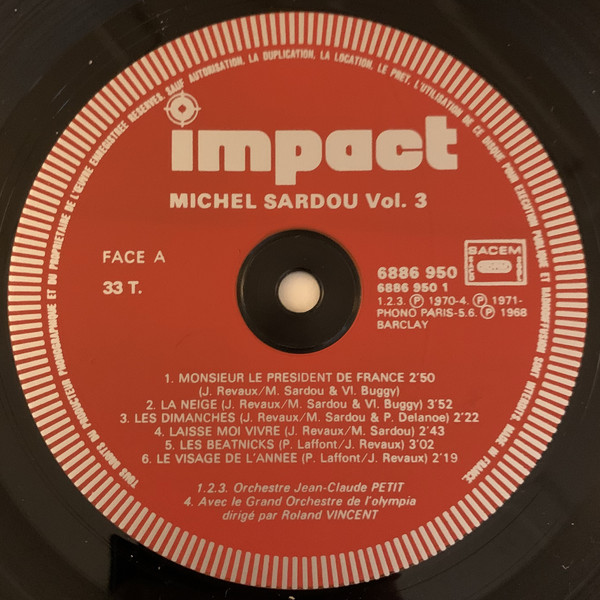 TOUS DROITS DU PRODUCTEUR PHONOGRAPHIQUE ET DU PROPRIETAIRE DE L'ŒUVRE ENREGISTREE RESERVES. SAUF AUTORISATION, LA DUPLICATION, LA LOCATION, LE PRET, L'UTILISATION DE CE DISQUE POUR EXECUTION PUBLIQUE ET RADIODIFFUSION SONT INTERDITS. MADE IN FRANCE.
impact
MICHEL SARDOU Vol. 3
FACE A
33 T.
6886 950
6886 950 1
SACEM
1.2.3. Ⓟ 1970-4. Ⓟ 1971-
PHONO PARIS-5.6. Ⓟ 1968
BARCLAY
1. MONSIEUR LE PRESIDENT DE FRANCE 2'50
(J. Revaux/M. Sardou & Vl. Buggy)
2. LA NEIGE (J. Revaux/M. Sardou & Vl. Buggy) 3'52
3. LES DIMANCHES (J. Revaux/M. Sardou & P. Delanoe) 2'22
4. LAISSE MOI VIVRE (J. Revaux/M. Sardou) 2'43
5. LES BEATNICKS (P. Laffont/J. Revaux) 3'02
6. LE VISAGE DE L'ANNEE (P. Laffont/J. Revaux) 2'19
1.2.3. Orchestre Jean-Claude PETIT
4. Avec le Grand Orchestre de l'olympia
dirigé par Roland VINCENT